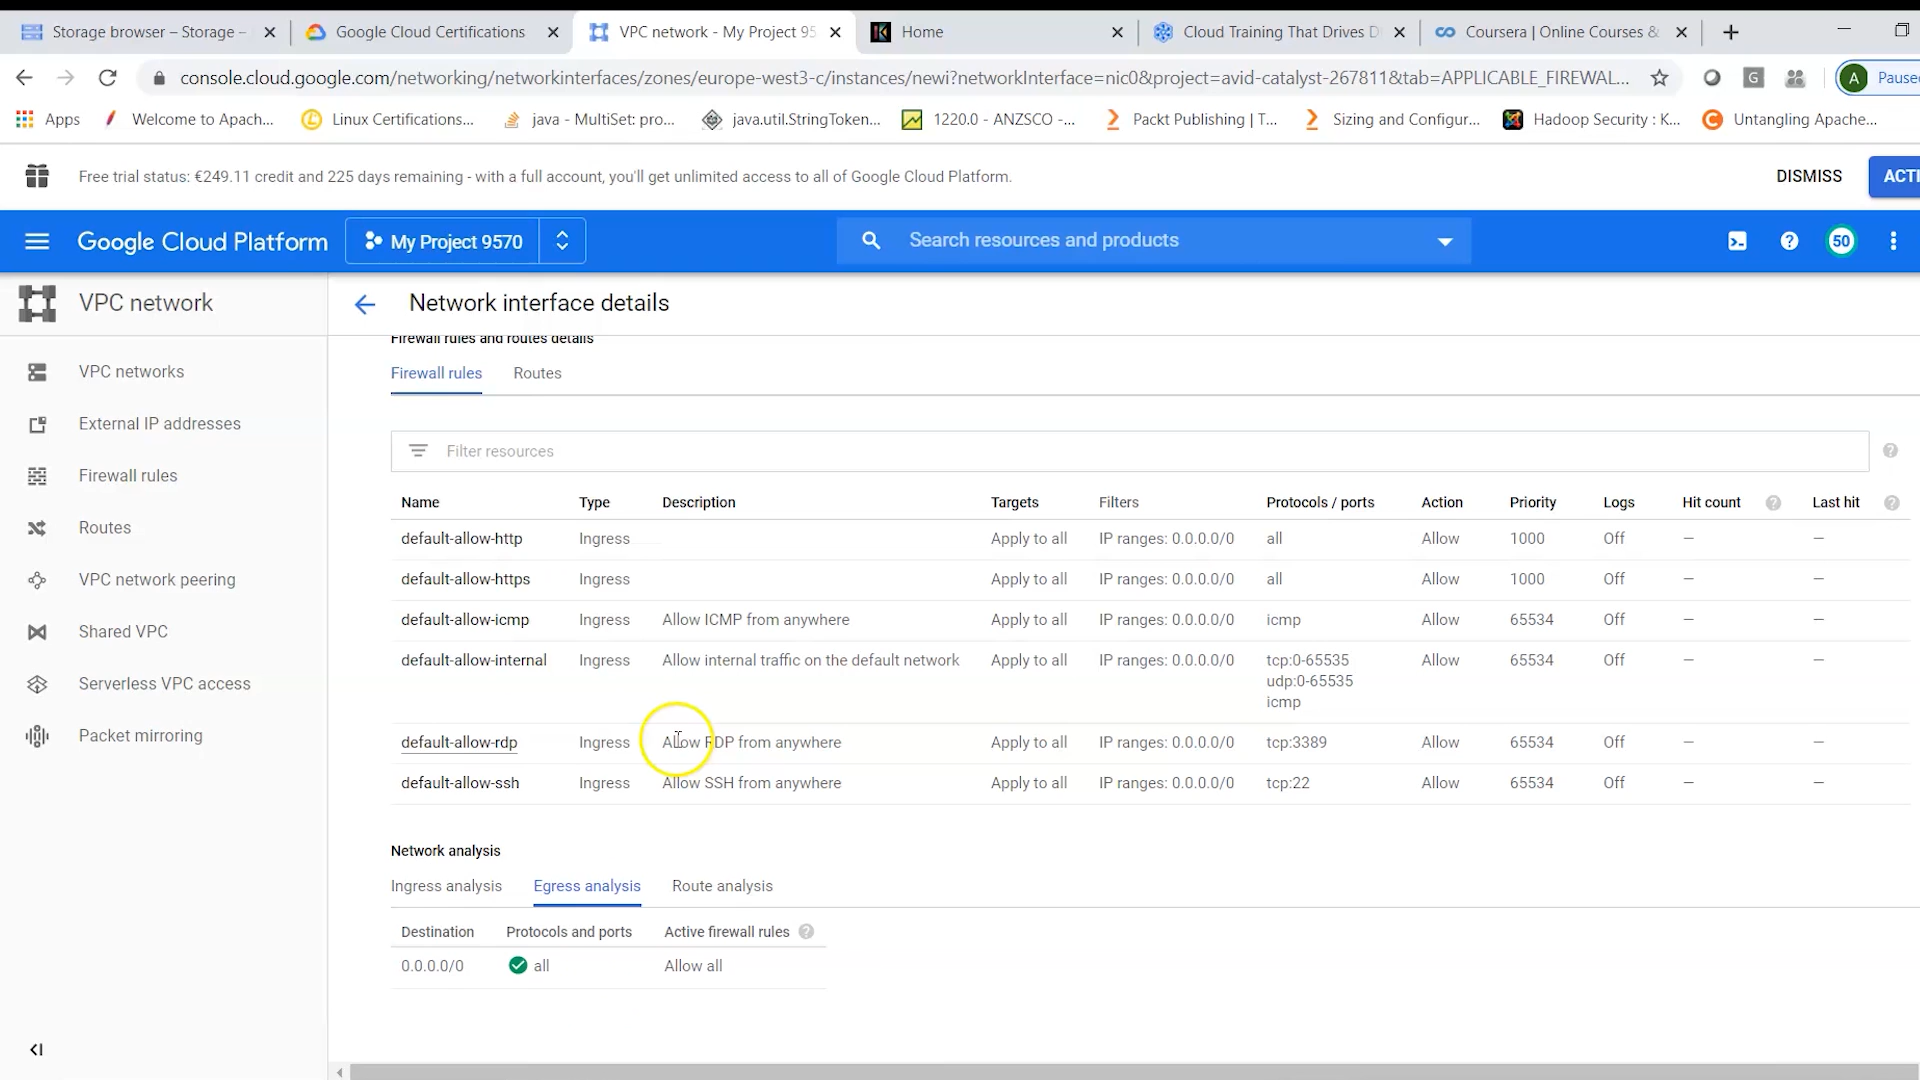 Storage browser – Storage –
Google Cloud Certifications
VPC network - My Project 95
Home
Cloud Training That Drives D
Coursera | Online Courses &
console.cloud.google.com/networking/networkinterfaces/zones/europe-west3-c/instances/newi?networkInterface=nic0&project=avid-catalyst-267811&tab=APPLICABLE_FIREWAL...
G
A
Pause
Apps
Welcome to Apach...
Linux Certifications...
java - MultiSet: pro...
java.util.StringToken...
1220.0 - ANZSCO -...
Packt Publishing | T...
Sizing and Configur...
Hadoop Security : K...
Untangling Apache...
Free trial status: €249.11 credit and 225 days remaining - with a full account, you'll get unlimited access to all of Google Cloud Platform.
DISMISS
ACTI
Google Cloud Platform
My Project 9570
Search resources and products
50
VPC network
Network interface details
VPC networks
External IP addresses
Firewall rules
Routes
VPC network peering
Shared VPC
Serverless VPC access
Packet mirroring
Firewall rules and routes details
Firewall rules Routes
Filter resources
Name Type Description Targets Filters Protocols / ports Action Priority Logs Hit count Last hit
default-allow-http Ingress Apply to all IP ranges: 0.0.0.0/0 all Allow 1000 Off — —
default-allow-https Ingress Apply to all IP ranges: 0.0.0.0/0 all Allow 1000 Off — —
default-allow-icmp Ingress Allow ICMP from anywhere Apply to all IP ranges: 0.0.0.0/0 icmp Allow 65534 Off — —
default-allow-internal Ingress Allow internal traffic on the default network Apply to all IP ranges: 0.0.0.0/0 tcp:0-65535 Allow 65534 Off — —
udp:0-65535
icmp
default-allow-rdp Ingress Allow RDP from anywhere Apply to all IP ranges: 0.0.0.0/0 tcp:3389 Allow 65534 Off — —
default-allow-ssh Ingress Allow SSH from anywhere Apply to all IP ranges: 0.0.0.0/0 tcp:22 Allow 65534 Off — —
Network analysis
Ingress analysis Egress analysis Route analysis
Destination Protocols and ports Active firewall rules
0.0.0.0/0 all Allow all